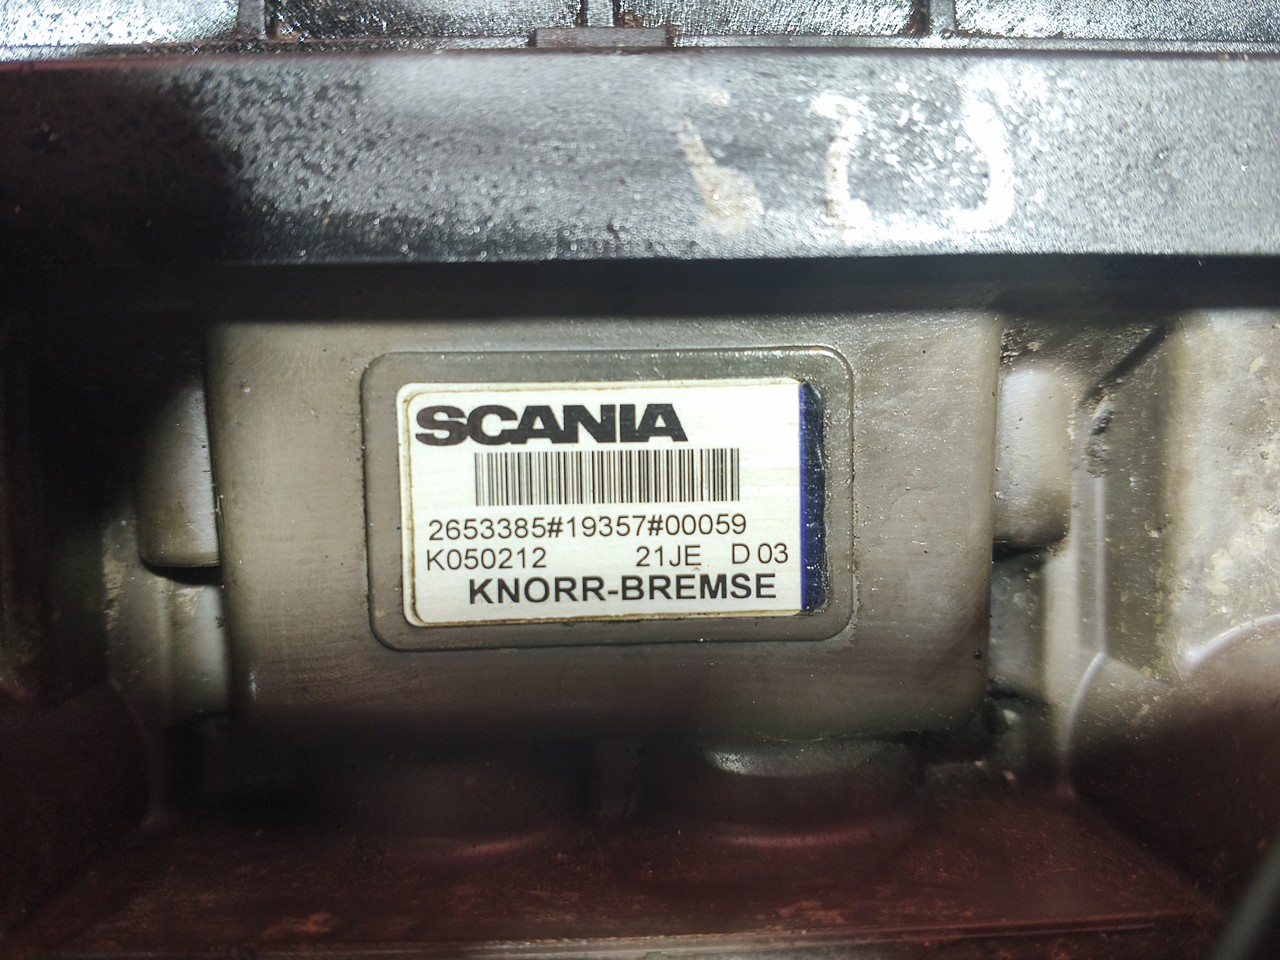 SCANIA
2653385#19357#00059
K050212 21JE D 03
KNORR-BREMSE